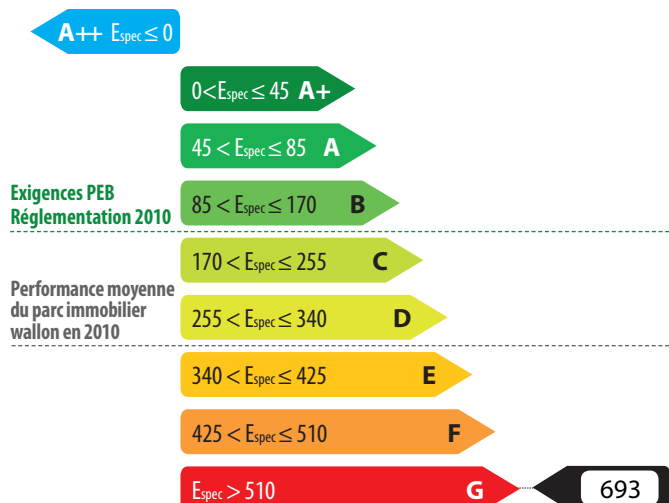 A++ Espec ≤ 0
0<Espec ≤ 45 A+
45 < Espec ≤ 85 A
Exigences PEB
Réglementation 2010
85 < Espec ≤ 170 B
170 < Espec ≤ 255 C
Performance moyenne
du parc immobilier
wallon en 2010
255 < Espec ≤ 340 D
340 < Espec ≤ 425 E
425 < Espec ≤ 510 F
Espec > 510 G
693